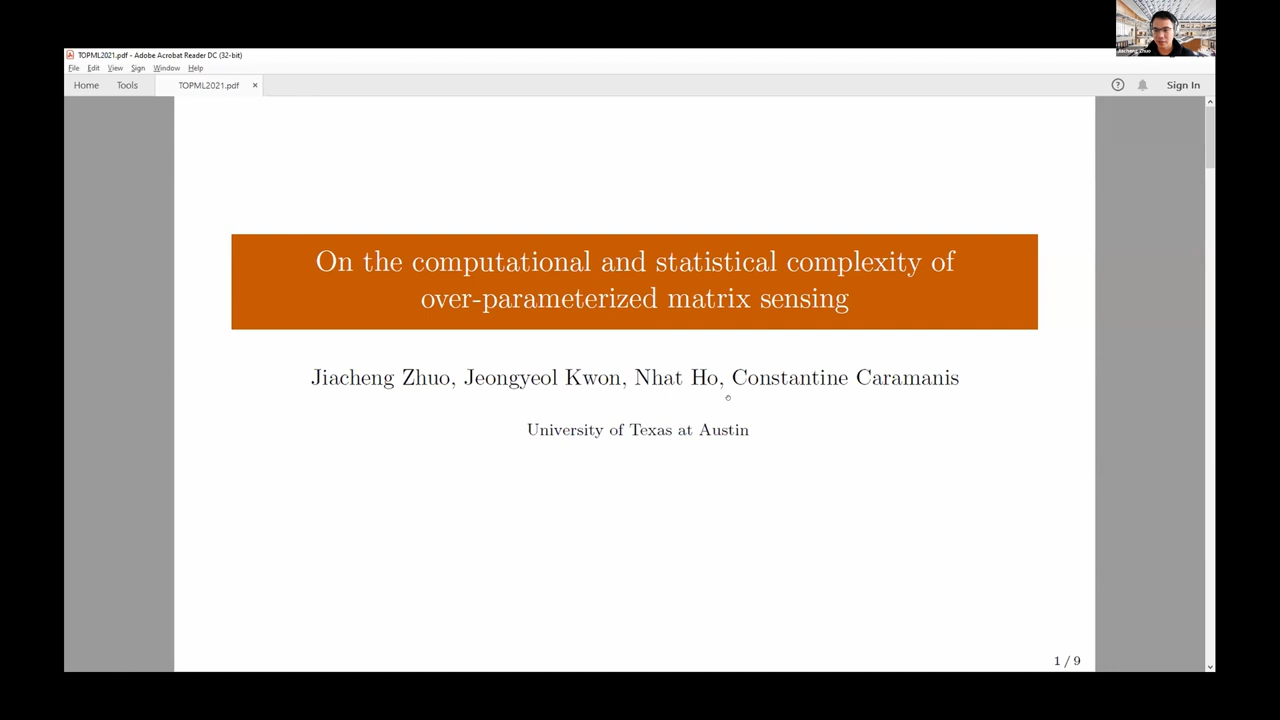 TOPML2021.pdf - Adobe Acrobat Reader DC (32-bit)
File Edit View Sign Window Help
Home Tools TOPML2021.pdf × Sign In
Jiacheng Zhuo
On the computational and statistical complexity of
over-parameterized matrix sensing
Jiacheng Zhuo, Jeongyeol Kwon, Nhat Ho, Constantine Caramanis
University of Texas at Austin
1 / 9